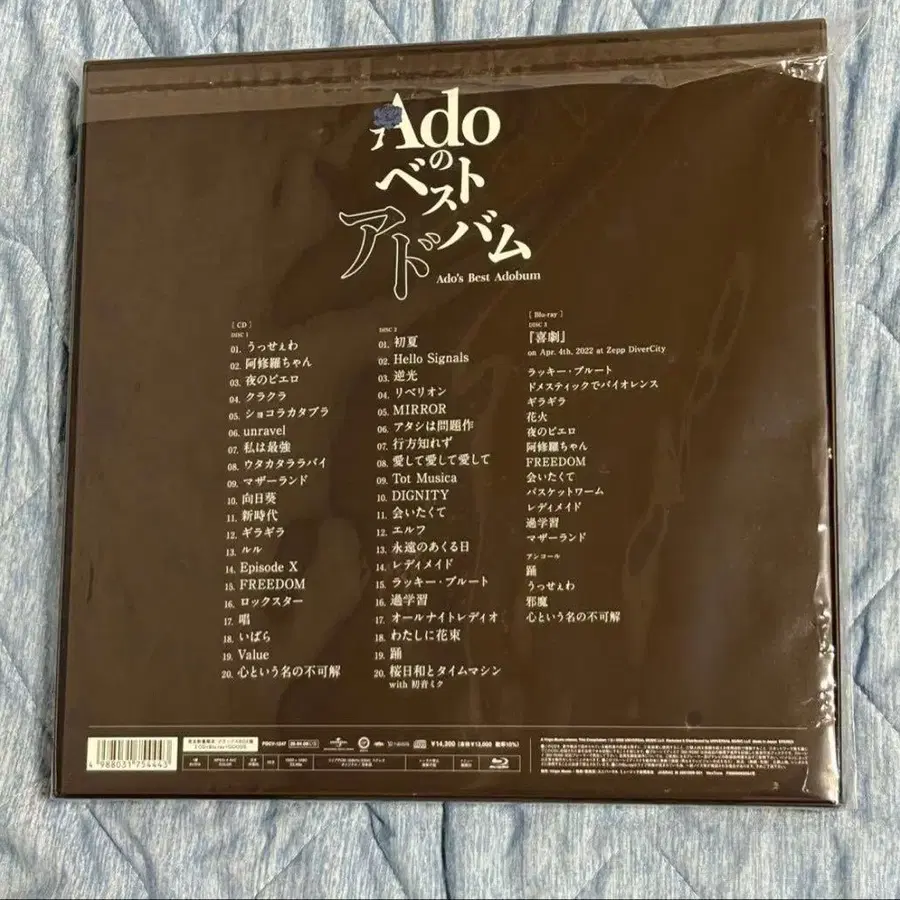 Ado
の
ベスト
アドバム
Ado's Best Adobum
[ CD ]
DISC 1
01. うっせぇわ
02. 阿修羅ちゃん
03. 夜のピエロ
04. クラクラ
05. ショコラカタブラ
06. unravel
07. 私は最強
08. ウタカタララバイ
09. マザーランド
10. 向日葵
11. 新時代
12. ギラギラ
13. ルル
14. Episode X
15. FREEDOM
16. ロックスター
17. 唱
18. いばら
19. Value
20. 心という名の不可解
DISC 2
01. 初夏
02. Hello Signals
03. 逆光
04. リベリオン
05. MIRROR
06. アタシは問題作
07. 行方知れず
08. 愛して愛して愛して
09. Tot Musica
10. DIGNITY
11. 会いたくて
12. エルフ
13. 永遠のあくる日
14. レディメイド
15. ラッキー・ブルート
16. 過学習
17. オールナイトレディオ
18. わたしに花束
19. 踊
20. 桜日和とタイムマシン
with 初音ミク
[ Blu-ray ]
『喜劇』
on Apr. 4th, 2022 at Zepp DiverCity
ラッキー・ブルート
ドメスティックでバイオレンス
ギラギラ
花火
夜のピエロ
阿修羅ちゃん
FREEDOM
会いたくて
バスケットワーム
レディメイド
過学習
マザーランド
アンコール
踊
うっせぇわ
邪魔
心という名の不可解
4 988031 754443
¥14,300 (税抜¥13,000 税率10%)